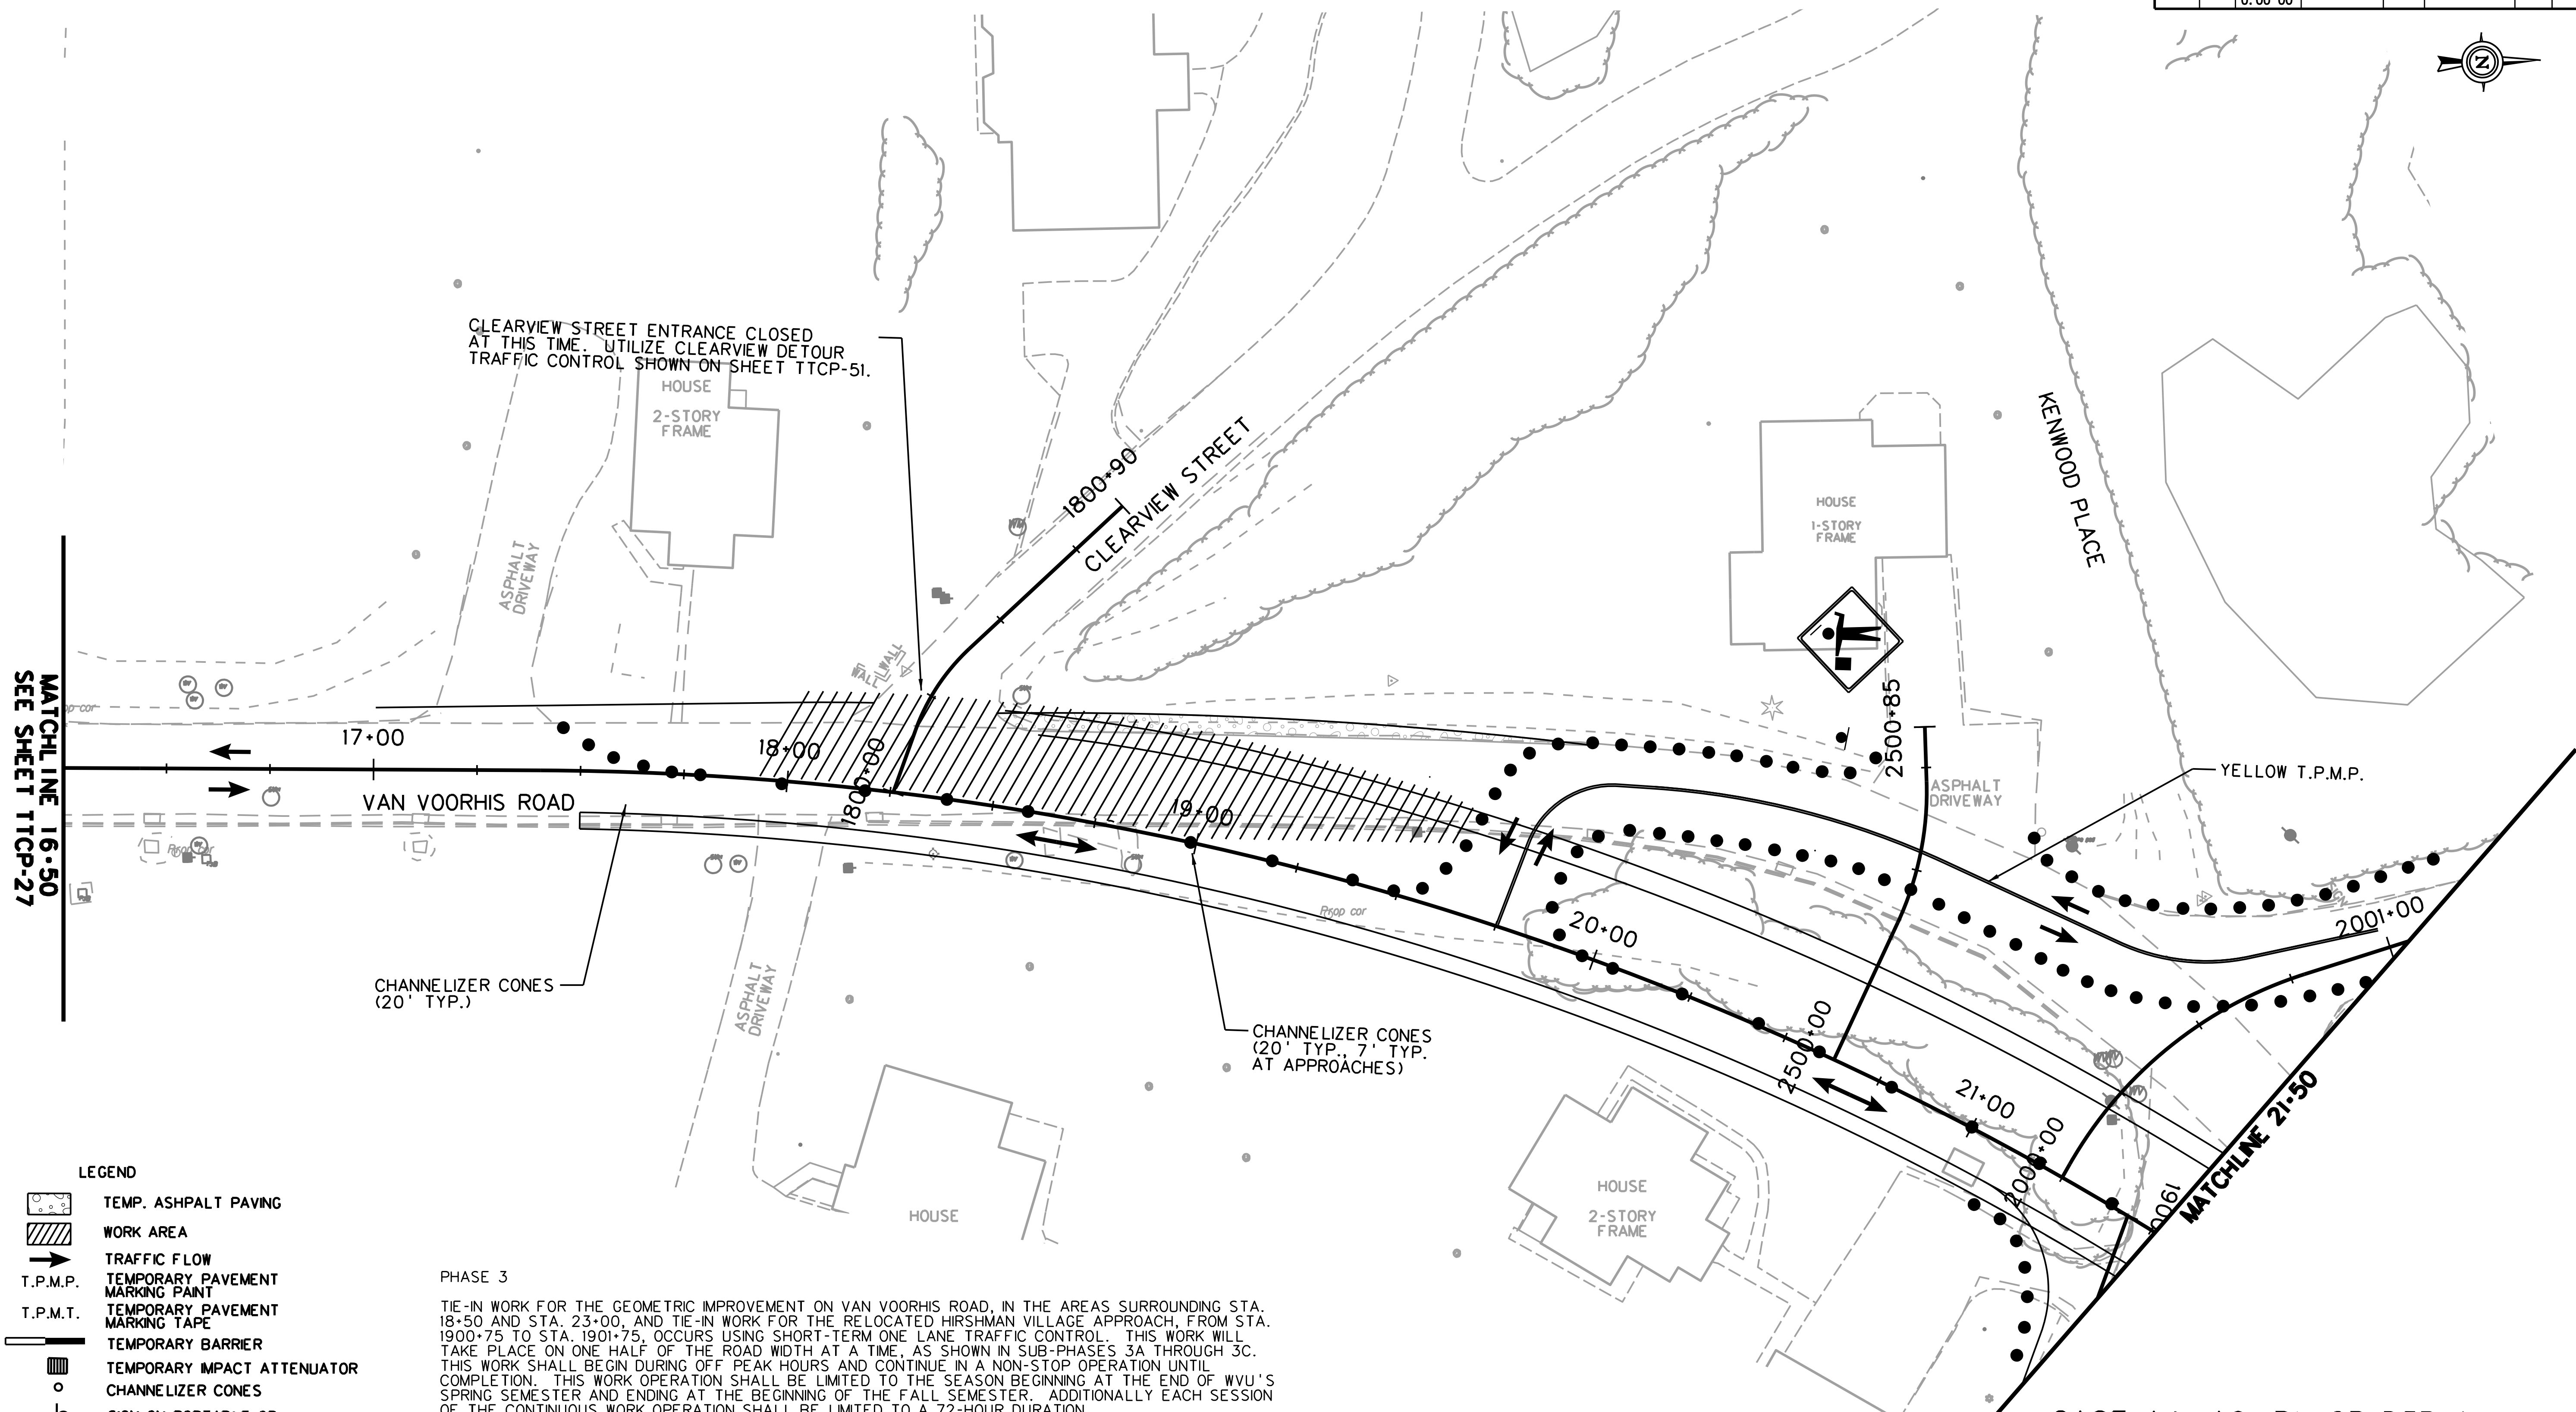 N
CLEARVIEW STREET ENTRANCE CLOSED
AT THIS TIME.  UTILIZE CLEARVIEW DETOUR
TRAFFIC CONTROL SHOWN ON SHEET TTCP-51.
HOUSE
2-STORY
FRAME
1800+90
CLEARVIEW STREET
KENWOOD PLACE
HOUSE
1-STORY
FRAME
ASPHALT
DRIVEWAY
WALL
WALL
MATCHLINE 16+50
SEE SHEET TTCP-27
17+00
18+00
1800+00
19+00
VAN VOORHIS ROAD
2500+85
ASPHALT
DRIVEWAY
YELLOW T.P.M.P.
Prop cor
20+00
2001+00
CHANNELIZER CONES
(20' TYP.)
ASPHALT
DRIVEWAY
CHANNELIZER CONES
(20' TYP., 7' TYP.
AT APPROACHES)
2500+00
21+00
2000+00
1900
MATCHLINE 21+50
HOUSE
HOUSE
2-STORY
FRAME
LEGEND
TEMP. ASHPALT PAVING
WORK AREA
TRAFFIC FLOW
T.P.M.P. TEMPORARY PAVEMENT
MARKING PAINT
T.P.M.T. TEMPORARY PAVEMENT
MARKING TAPE
TEMPORARY BARRIER
TEMPORARY IMPACT ATTENUATOR
CHANNELIZER CONES
PHASE 3
TIE-IN WORK FOR THE GEOMETRIC IMPROVEMENT ON VAN VOORHIS ROAD, IN THE AREAS SURROUNDING STA.
18+50 AND STA. 23+00, AND TIE-IN WORK FOR THE RELOCATED HIRSHMAN VILLAGE APPROACH, FROM STA.
1900+75 TO STA. 1901+75, OCCURS USING SHORT-TERM ONE LANE TRAFFIC CONTROL.  THIS WORK WILL
TAKE PLACE ON ONE HALF OF THE ROAD WIDTH AT A TIME, AS SHOWN IN SUB-PHASES 3A THROUGH 3C.
THIS WORK SHALL BEGIN DURING OFF PEAK HOURS AND CONTINUE IN A NON-STOP OPERATION UNTIL
COMPLETION.  THIS WORK OPERATION SHALL BE LIMITED TO THE SEASON BEGINNING AT THE END OF WVU'S
SPRING SEMESTER AND ENDING AT THE BEGINNING OF THE FALL SEMESTER.  ADDITIONALLY EACH SESSION
OF THE CONTINUOUS WORK OPERATION SHALL BE LIMITED TO A 72-HOUR DURATION